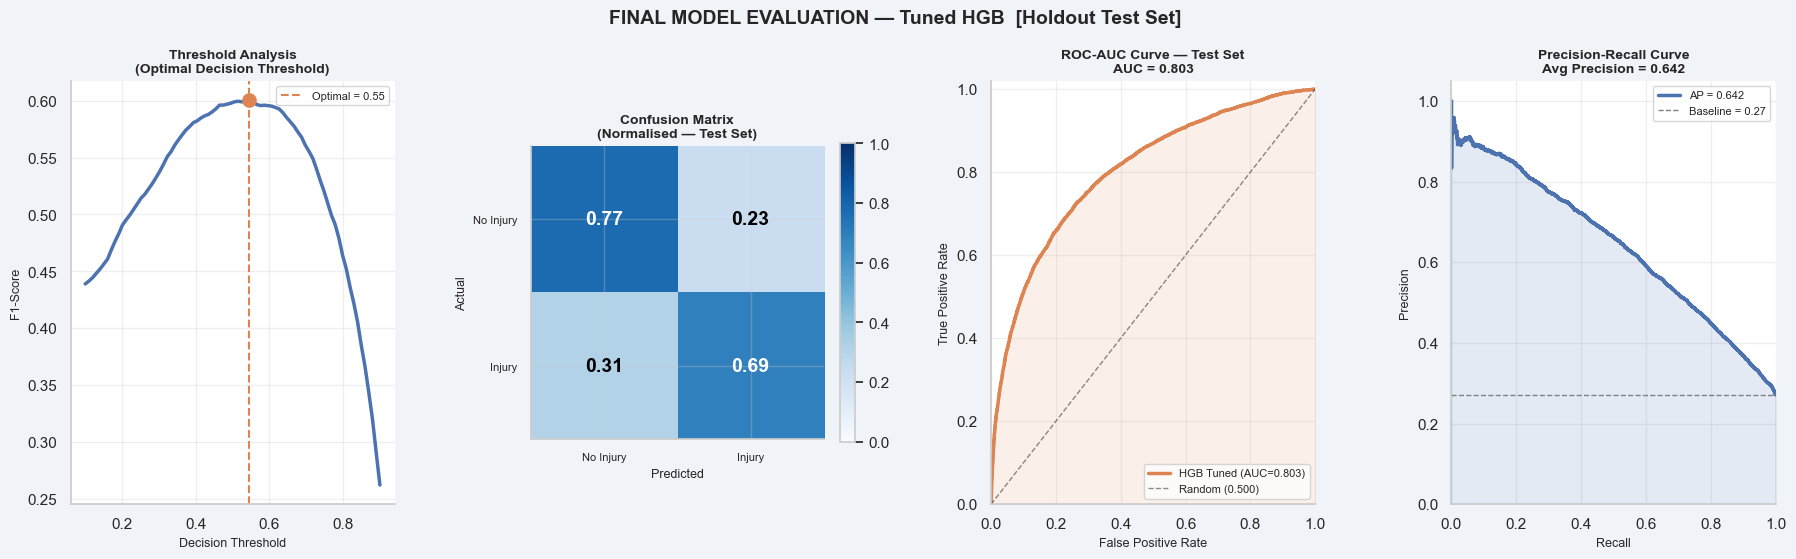 FINAL MODEL EVALUATION — Tuned HGB  [Holdout Test Set]
Threshold Analysis
(Optimal Decision Threshold)
Optimal = 0.55
0.60
0.55
0.50
0.45
0.40
0.35
0.30
0.25
F1-Score
0.2
0.4
0.6
0.8
Decision Threshold
Confusion Matrix
(Normalised — Test Set)
Actual
No Injury
Injury
0.77
0.23
0.31
0.69
No Injury
Injury
Predicted
1.0
0.8
0.6
0.4
0.2
0.0
ROC-AUC Curve — Test Set
AUC = 0.803
True Positive Rate
1.0
0.8
0.6
0.4
0.2
0.0
HGB Tuned (AUC=0.803)
Random (0.500)
0.0
0.2
0.4
0.6
0.8
1.0
False Positive Rate
Precision-Recall Curve
Avg Precision = 0.642
AP = 0.642
Baseline = 0.27
Precision
1.0
0.8
0.6
0.4
0.2
0.0
0.0
0.2
0.4
0.6
0.8
1.0
Recall